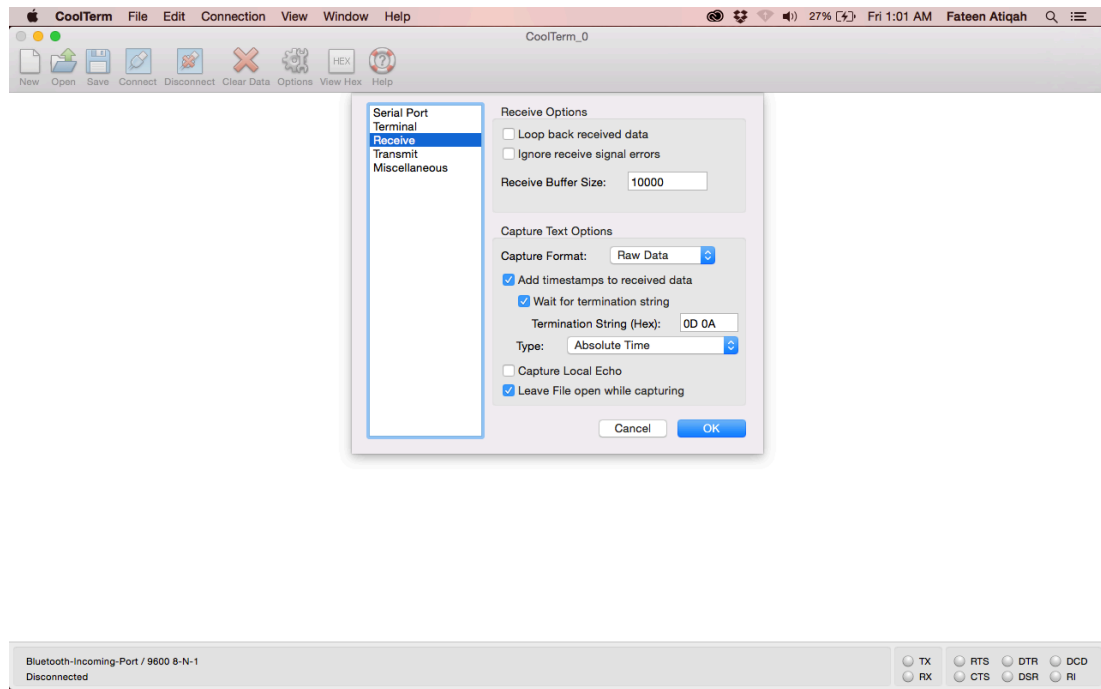 CoolTerm File Edit Connection View Window Help 27% Fri 1:01 AM Fateen Atiqah
CoolTerm_0
HEX
New Open Save Connect Disconnect Clear Data Options View Hex Help
Serial Port
Terminal
Receive
Transmit
Miscellaneous
Receive Options
Loop back received data
Ignore receive signal errors
Receive Buffer Size: 10000
Capture Text Options
Capture Format: Raw Data
Add timestamps to received data
Wait for termination string
Termination String (Hex): 0D 0A
Type: Absolute Time
Capture Local Echo
Leave File open while capturing
Cancel OK
Bluetooth-Incoming-Port / 9600 8-N-1
Disconnected
TX RTS DTR DCD
RX CTS DSR RI